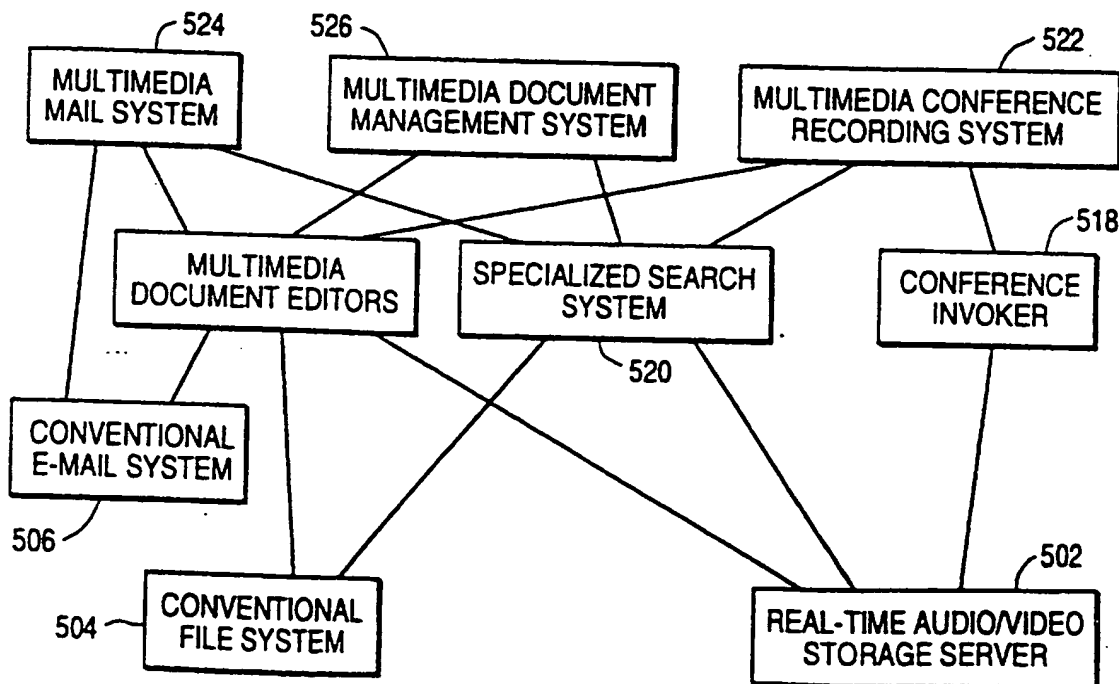 524
MULTIMEDIA
MAIL SYSTEM
526
MULTIMEDIA DOCUMENT
MANAGEMENT SYSTEM
522
MULTIMEDIA CONFERENCE
RECORDING SYSTEM
MULTIMEDIA
DOCUMENT EDITORS
SPECIALIZED SEARCH
SYSTEM
520
518
CONFERENCE
INVOKER
CONVENTIONAL
E-MAIL SYSTEM
506
504
CONVENTIONAL
FILE SYSTEM
502
REAL-TIME AUDIO/VIDEO
STORAGE SERVER